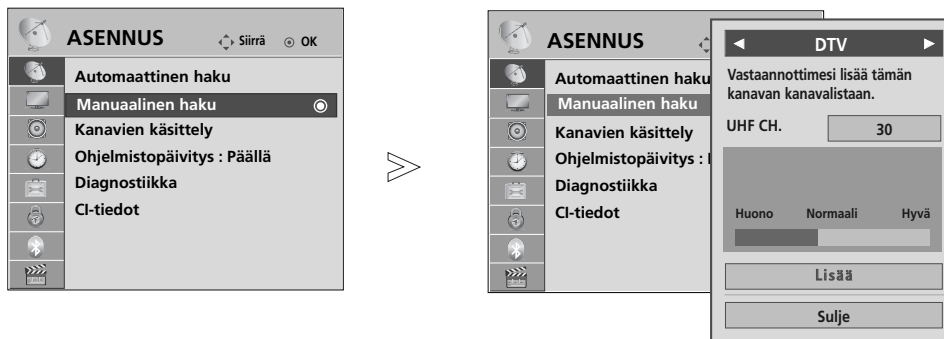 ASENNUS Siirrä OK
Automaattinen haku
Manuaalinen haku
Kanavien käsittely
Ohjelmistopäivitys : Päällä
Diagnostiikka
CI-tiedot
ASENNUS
Automaattinen haku
Manuaalinen haku
Kanavien käsittely
Ohjelmistopäivitys :
Diagnostiikka
CI-tiedot
DTV
Vastaannottimesi lisää tämän
kanavan kanavalistaan.
UHF CH. 30
Huono Normaali Hyvä
Lisää
Sulje